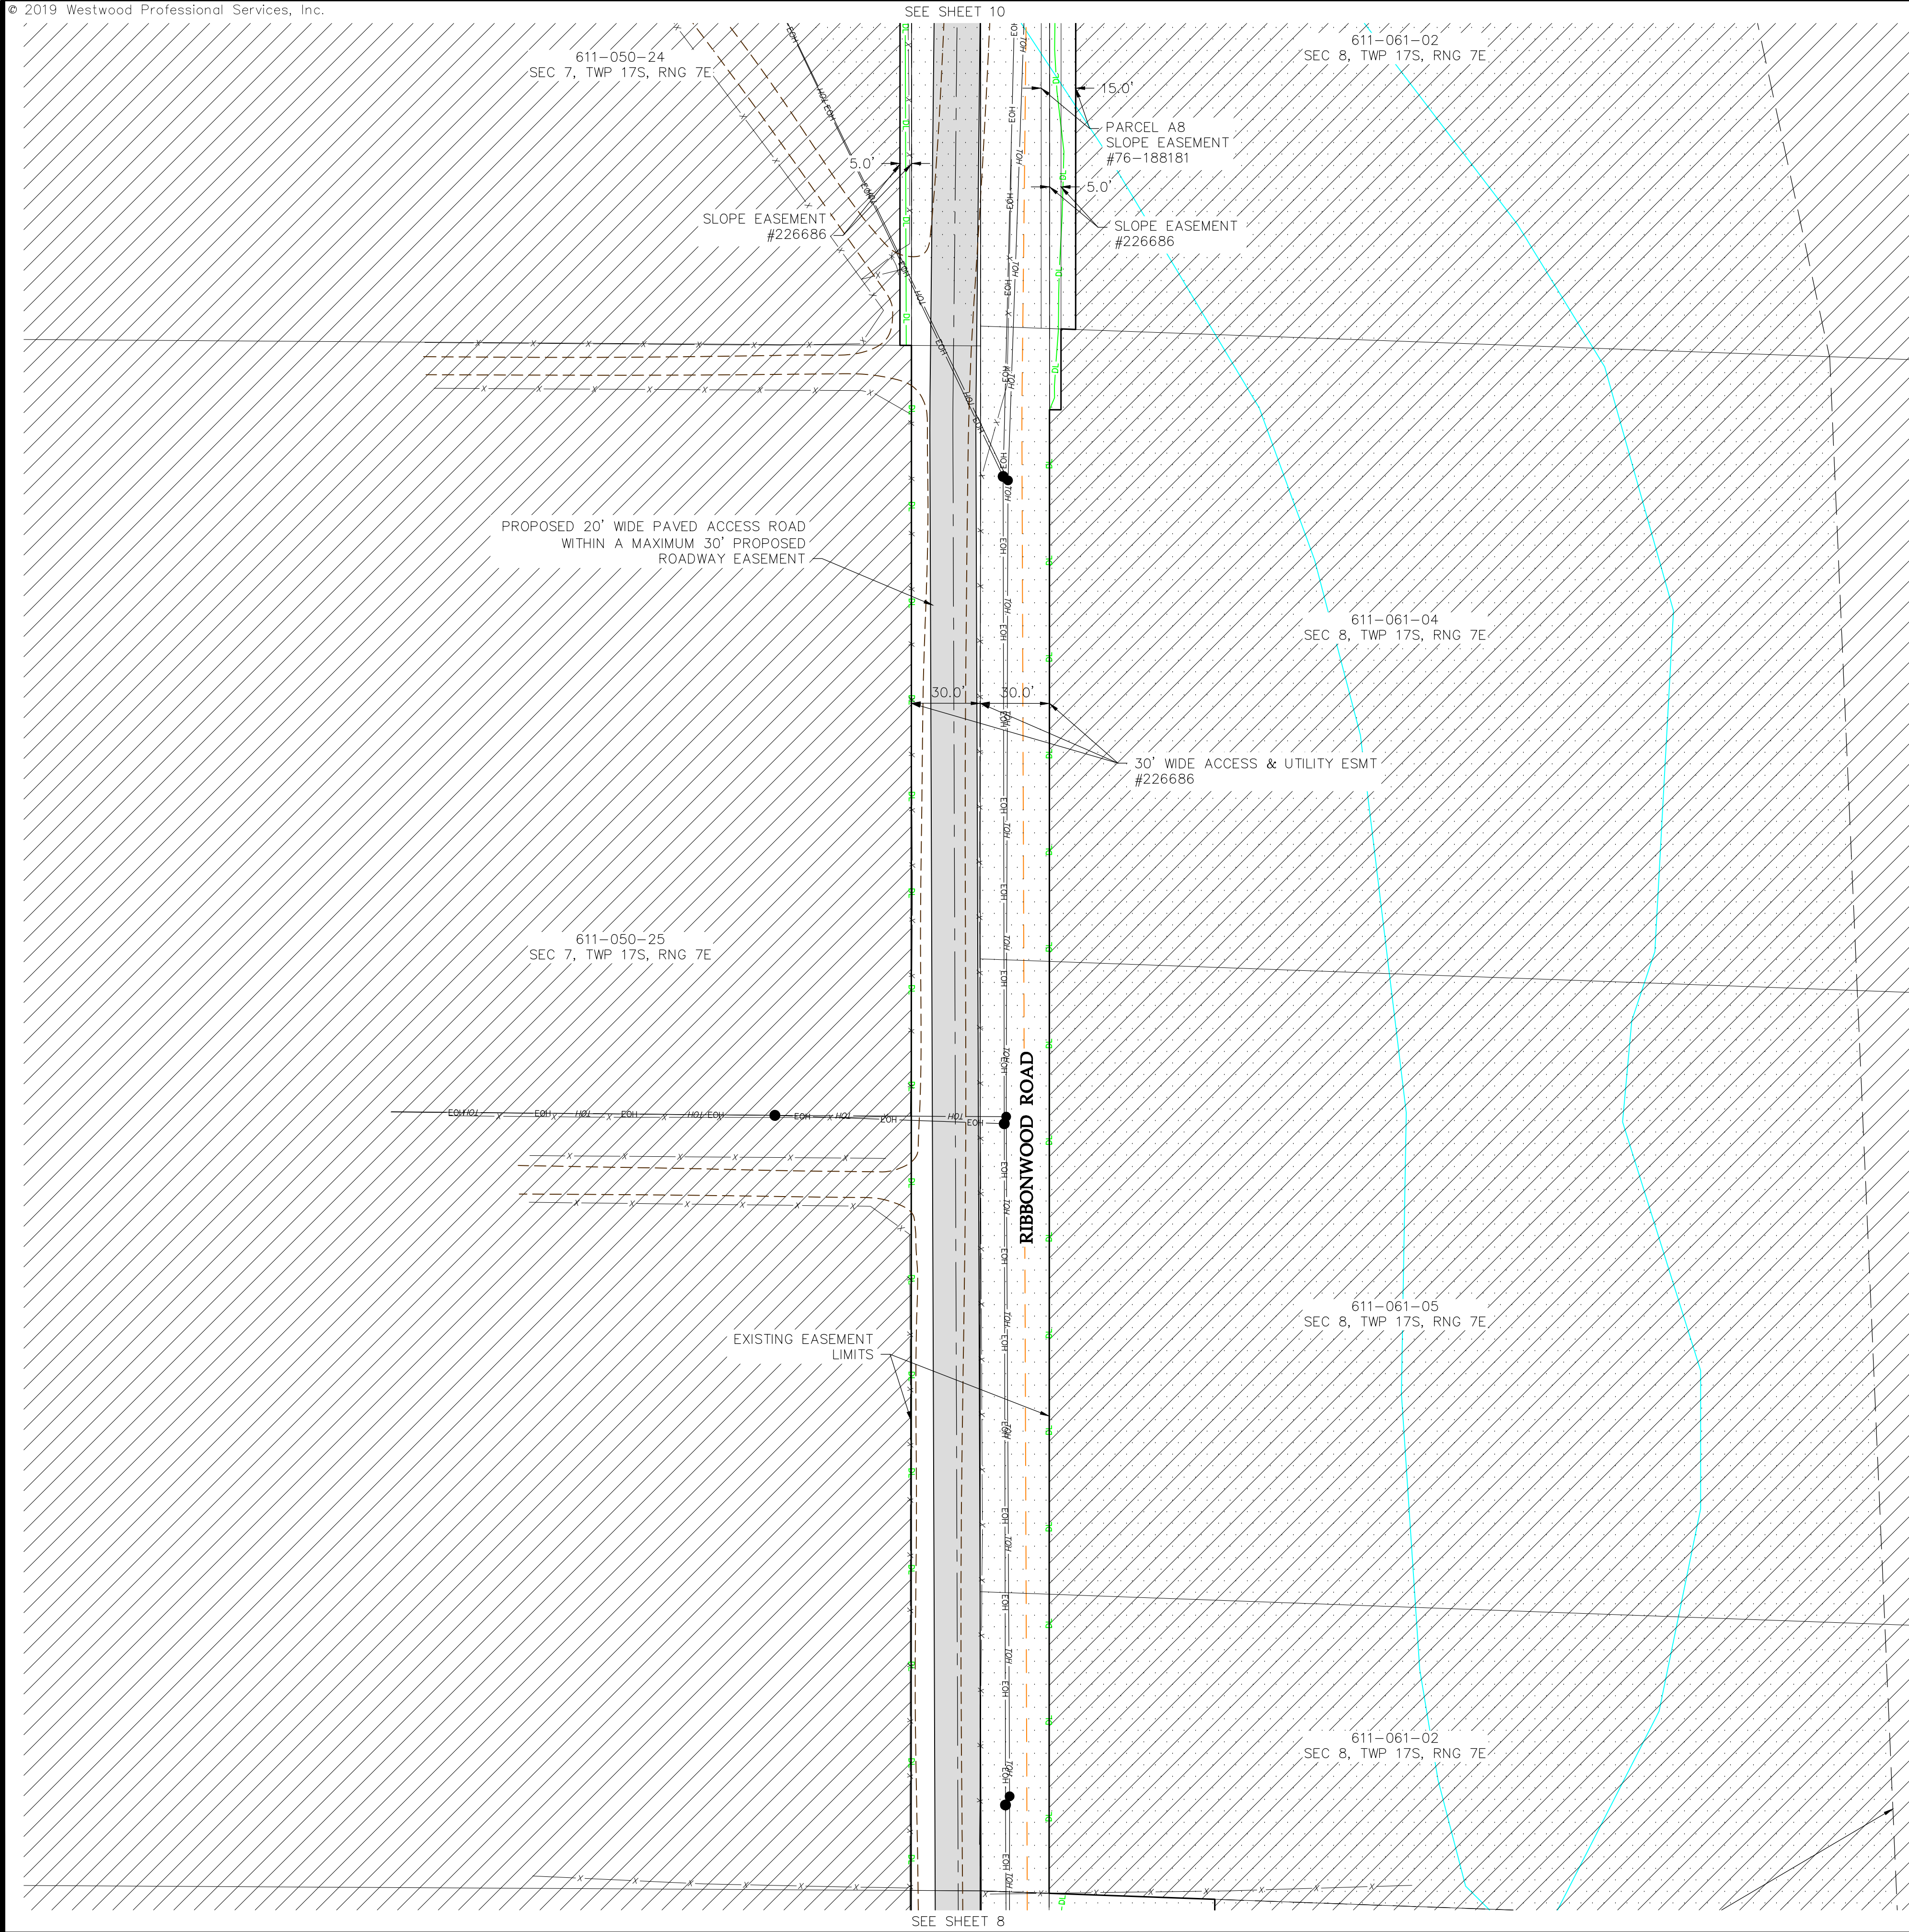 © 2019 Westwood Professional Services, Inc.
SEE SHEET 10
611-050-24
SEC 7, TWP 17S, RNG 7E
611-061-02
SEC 8, TWP 17S, RNG 7E
15.0'
PARCEL A8
SLOPE EASEMENT
#76-188181
5.0'
5.0'
SLOPE EASEMENT
#226686
SLOPE EASEMENT
#226686
PROPOSED 20' WIDE PAVED ACCESS ROAD
WITHIN A MAXIMUM 30' PROPOSED
ROADWAY EASEMENT
611-061-04
SEC 8, TWP 17S, RNG 7E
30.0'
30.0'
30' WIDE ACCESS & UTILITY ESMT
#226686
611-050-25
SEC 7, TWP 17S, RNG 7E
RIBBONWOOD ROAD
EOH
TOH
DL
611-061-05
SEC 8, TWP 17S, RNG 7E
EXISTING EASEMENT
LIMITS
611-061-02
SEC 8, TWP 17S, RNG 7E
SEE SHEET 8